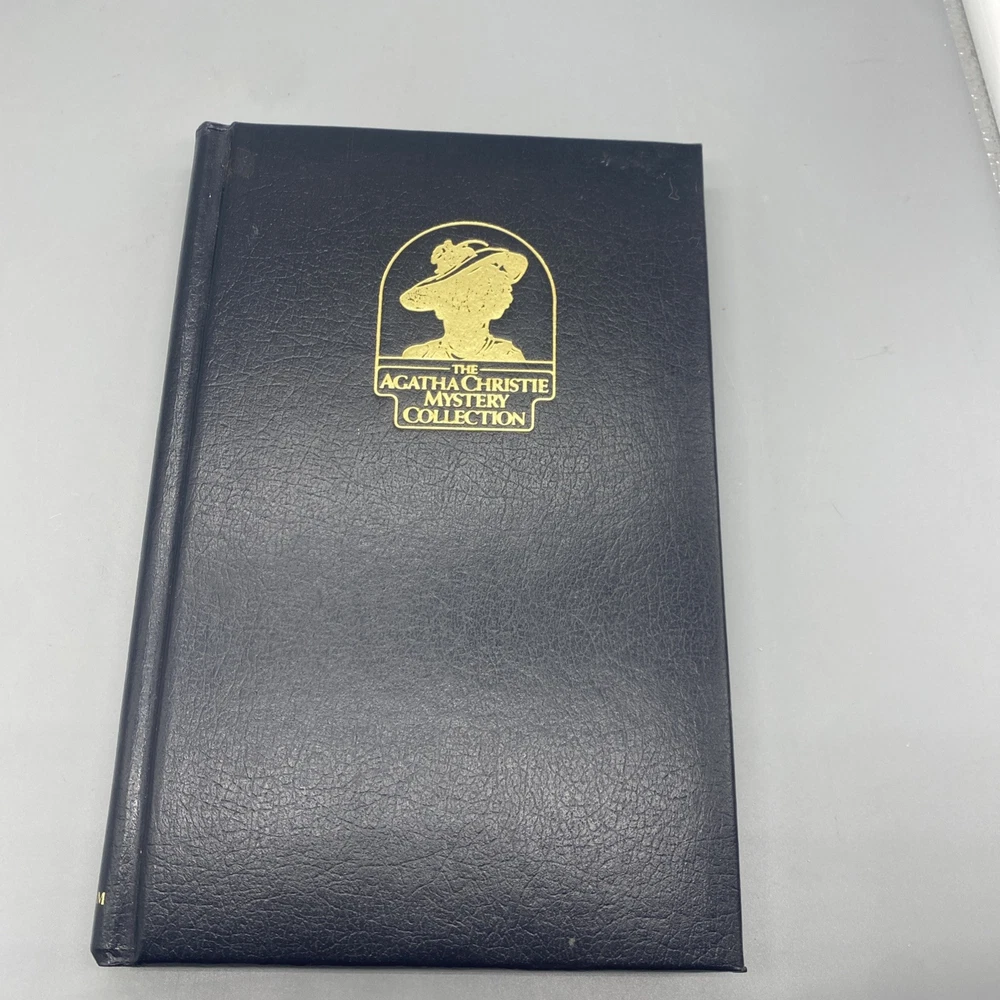 THE
AGATHA CHRISTIE
MYSTERY
COLLECTION
M